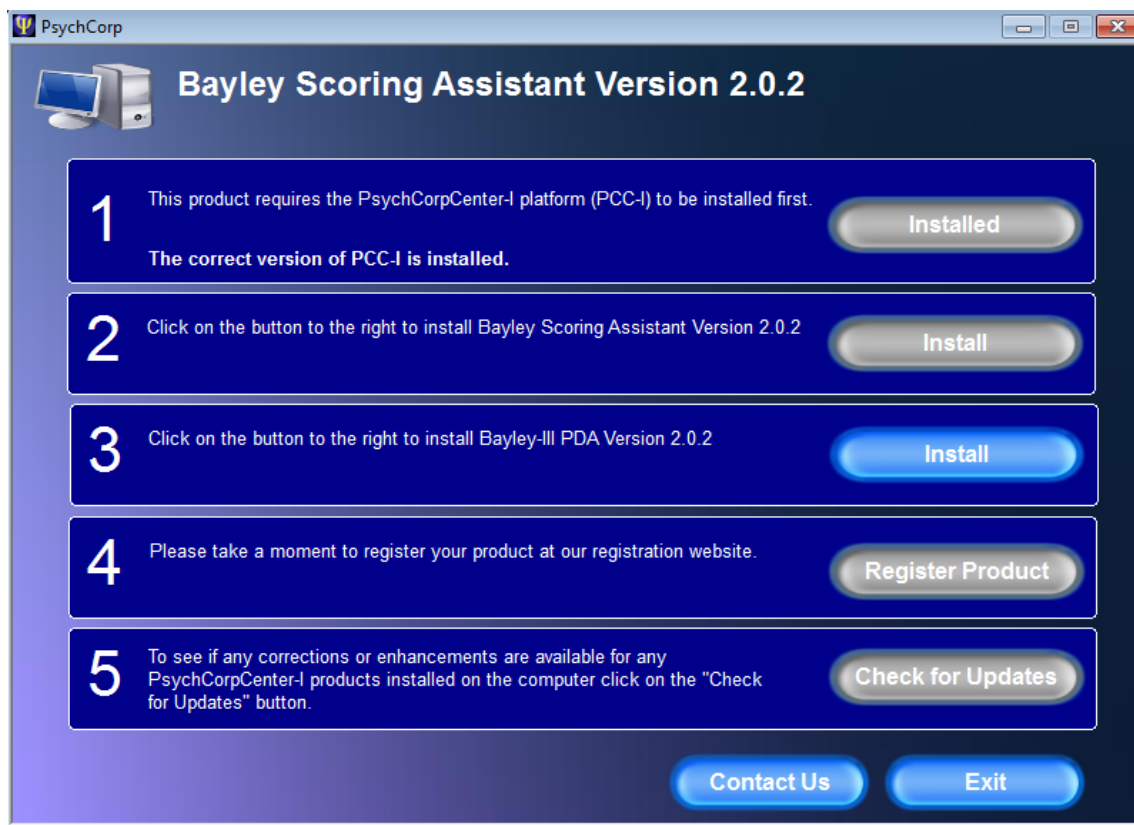 PsychCorp
Bayley Scoring Assistant Version 2.0.2
1
This product requires the PsychCorpCenter-I platform (PCC-I) to be installed first.
Installed
The correct version of PCC-I is installed.
2
Click on the button to the right to install Bayley Scoring Assistant Version 2.0.2
Install
3
Click on the button to the right to install Bayley-III PDA Version 2.0.2
Install
4
Please take a moment to register your product at our registration website.
Register Product
5
To see if any corrections or enhancements are available for any
PsychCorpCenter-I products installed on the computer click on the "Check
for Updates" button.
Check for Updates
Contact Us
Exit